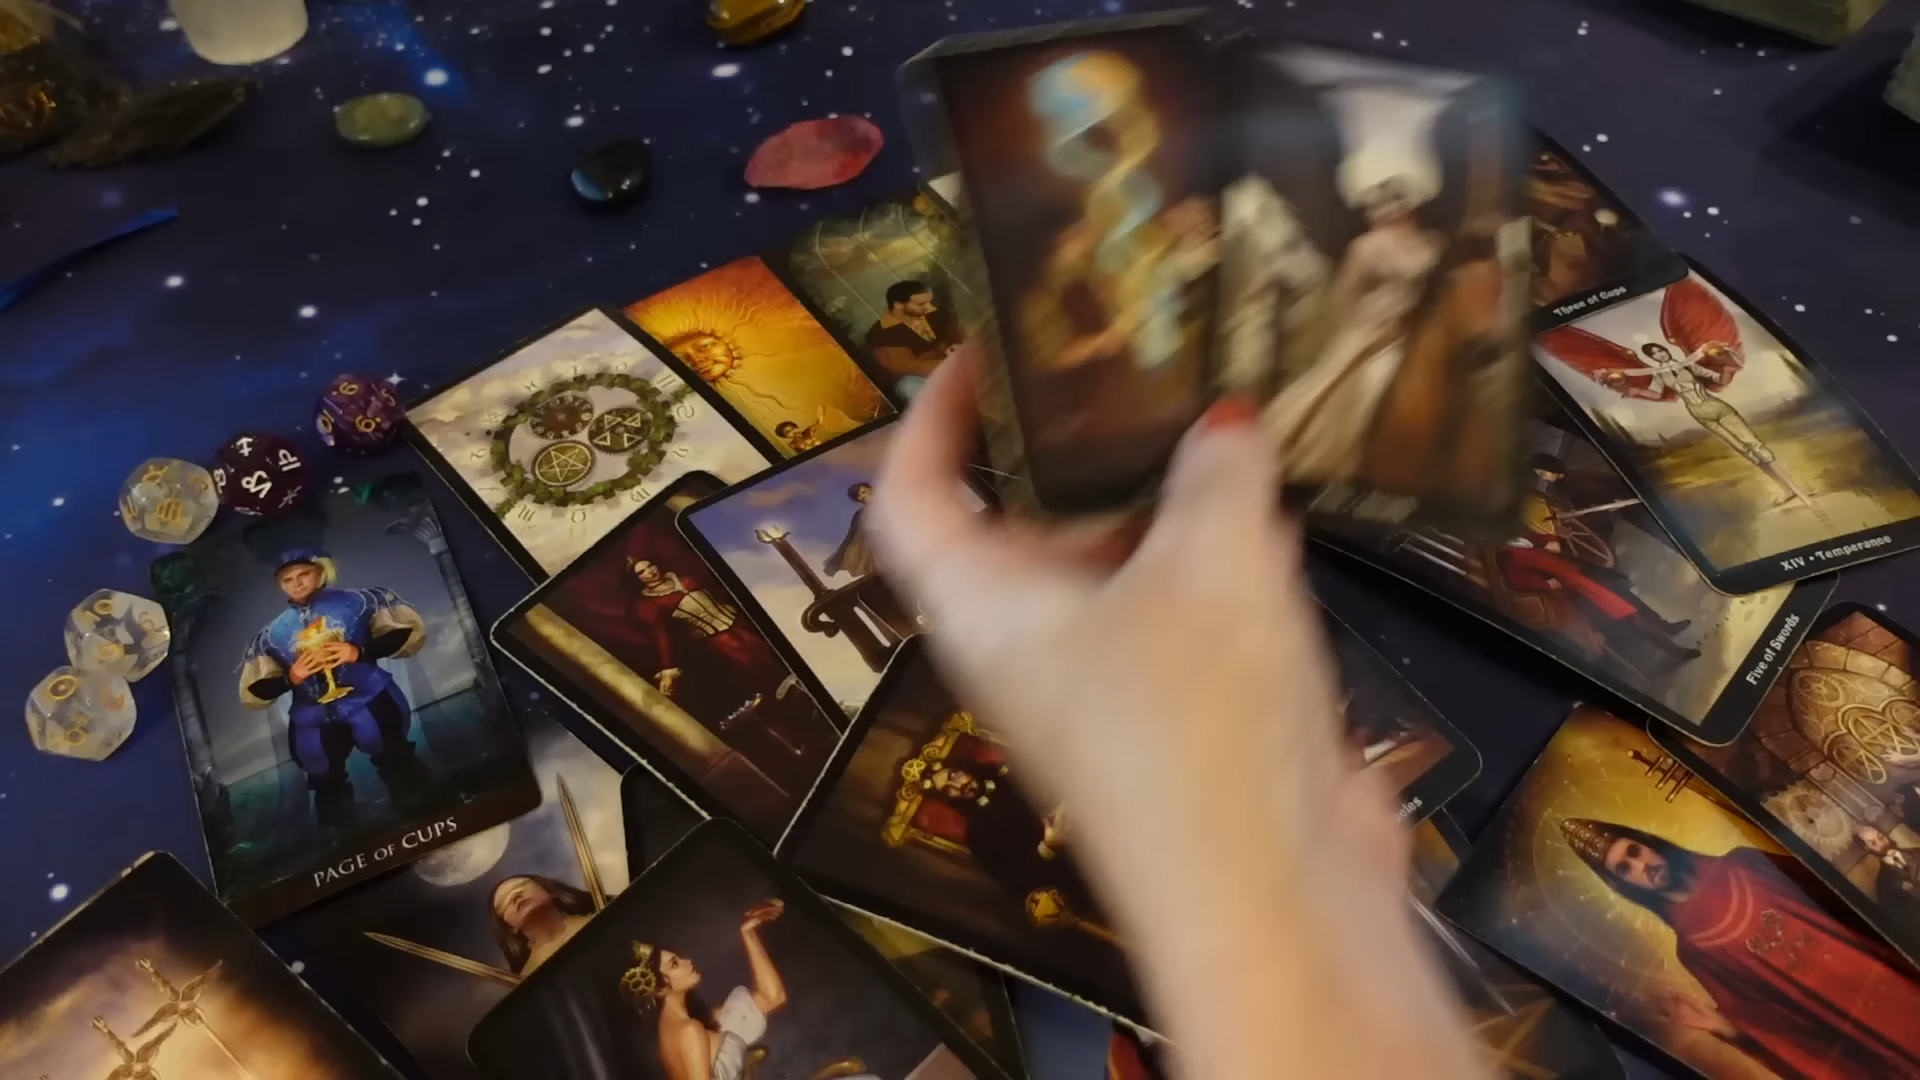 Three of Cups
XIV • Temperance
Five of Swords
PAGE OF CUPS